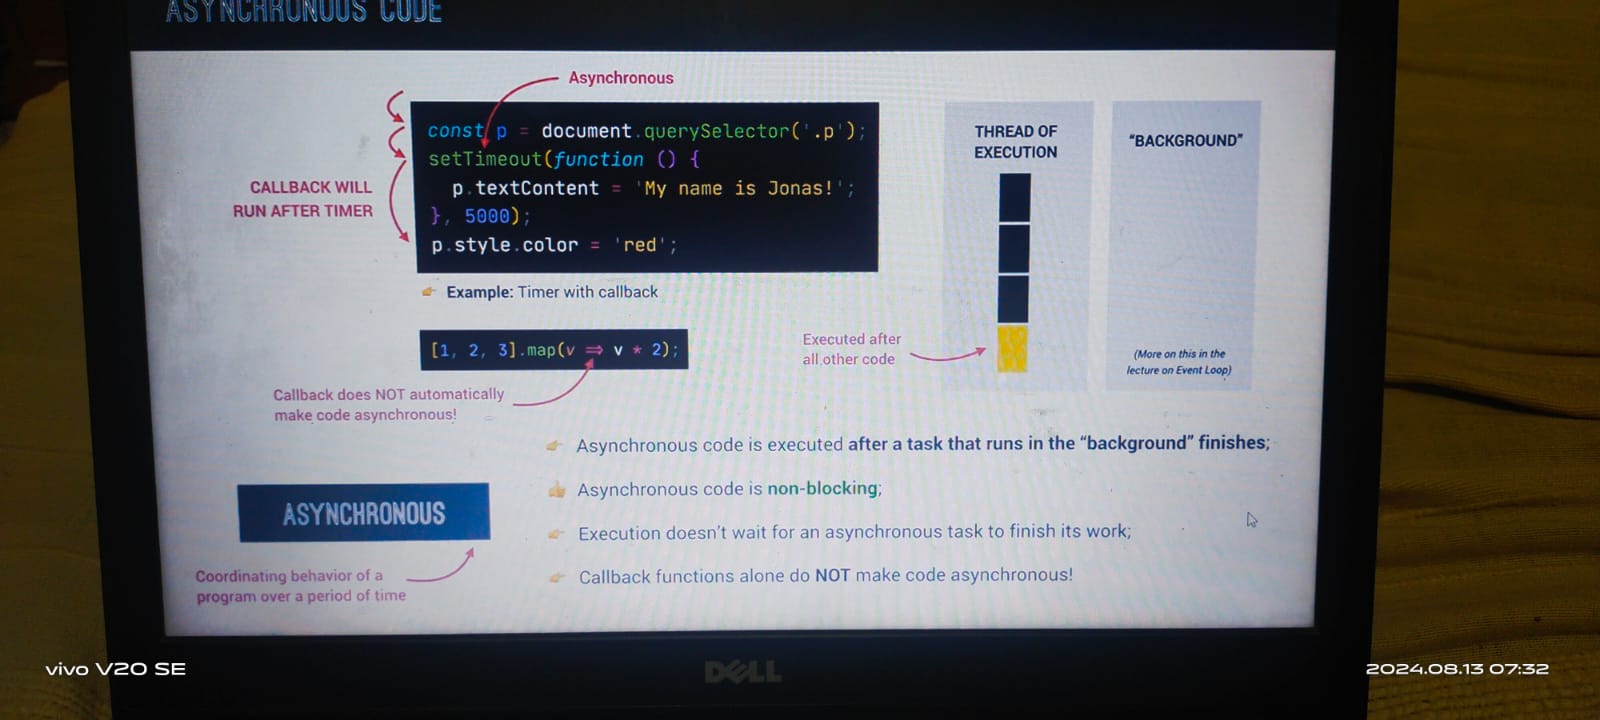 ASYNCHRONOUS CODE
Asynchronous
const p = document.querySelector('.p');
setTimeout(function () {
p.textContent = 'My name is Jonas!';
}, 5000);
p.style.color = 'red';
CALLBACK WILL
RUN AFTER TIMER
Example: Timer with callback
[1, 2, 3].map(v => v * 2);
Callback does NOT automatically
make code asynchronous!
THREAD OF
EXECUTION
"BACKGROUND"
Executed after
all other code
(More on this in the
lecture on Event Loop)
Asynchronous code is executed after a task that runs in the "background" finishes;
Asynchronous code is non-blocking;
Execution doesn't wait for an asynchronous task to finish its work;
Callback functions alone do NOT make code asynchronous!
ASYNCHRONOUS
Coordinating behavior of a
program over a period of time
DELL
vivo V20 SE
2024.08.13 07:32